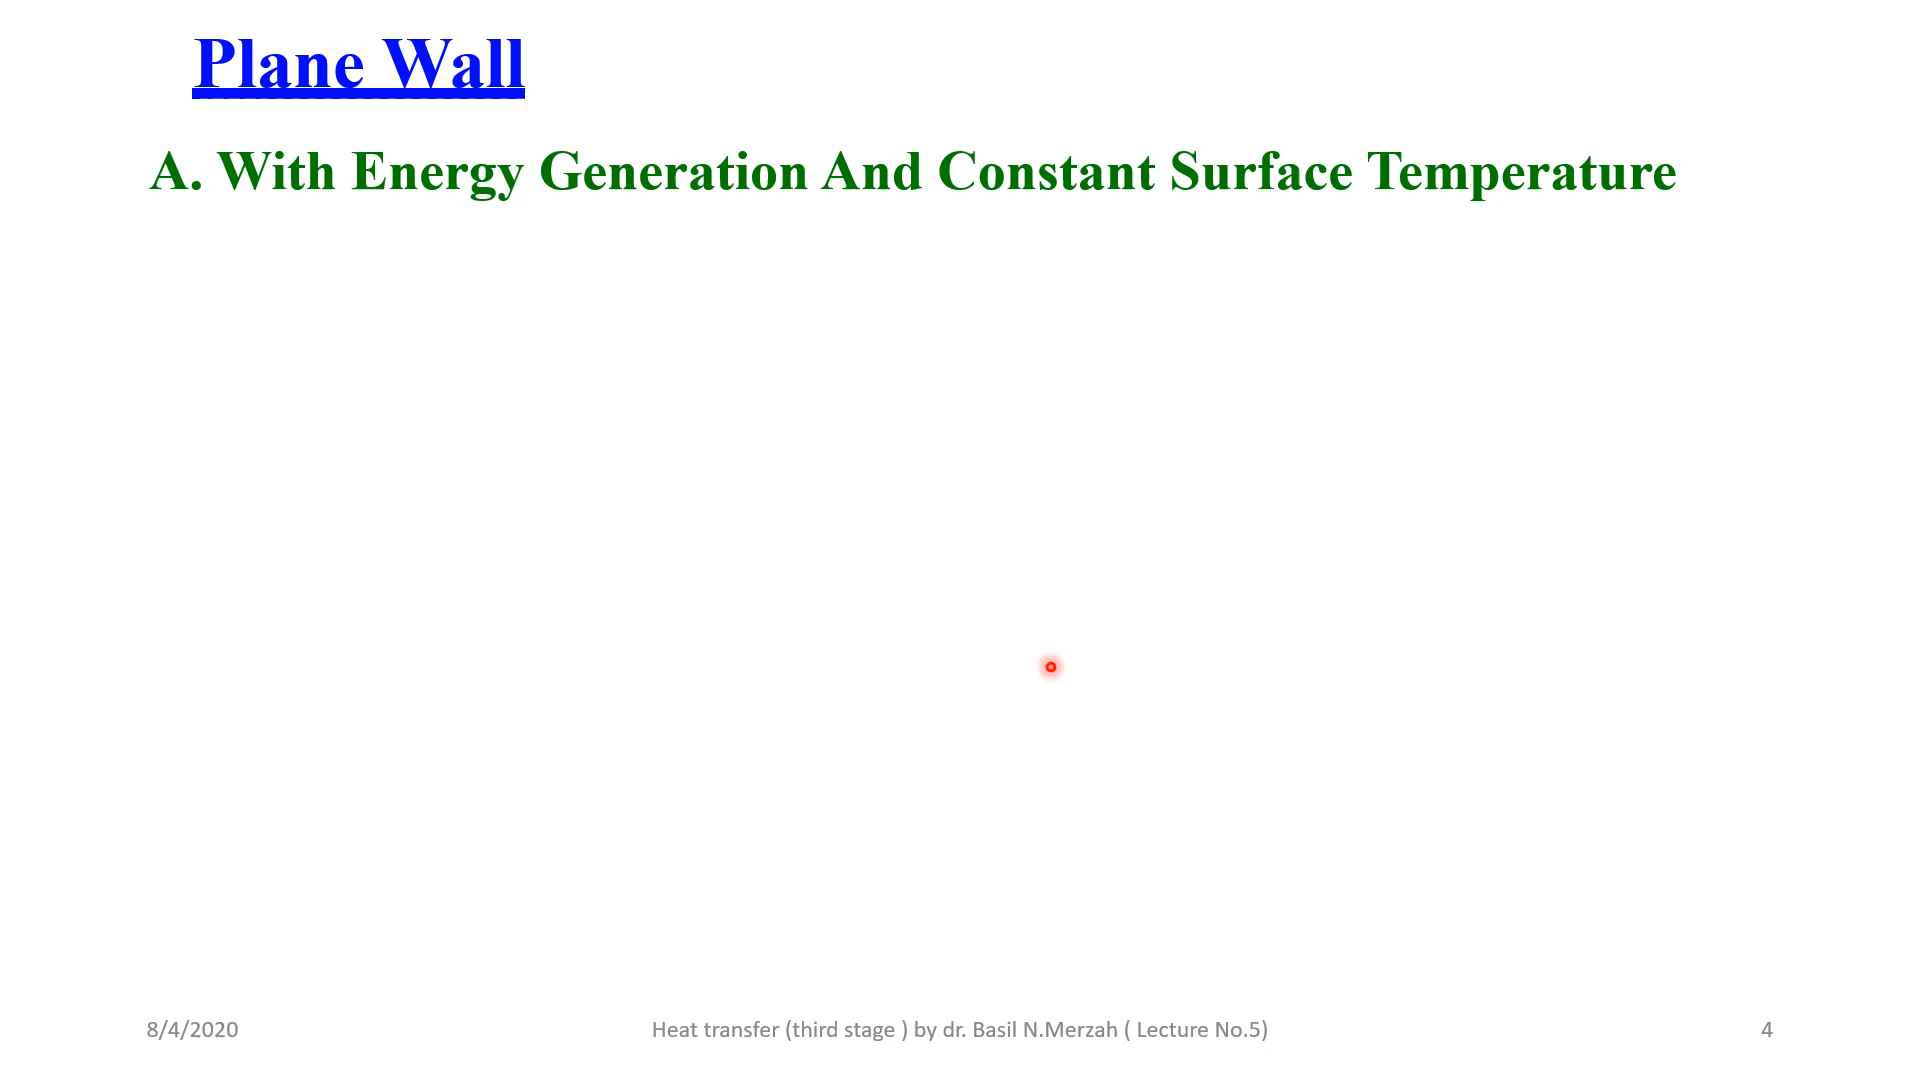 Plane Wall
A. With Energy Generation And Constant Surface Temperature
8/4/2020
Heat transfer (third stage ) by dr. Basil N.Merzah ( Lecture No.5)
4